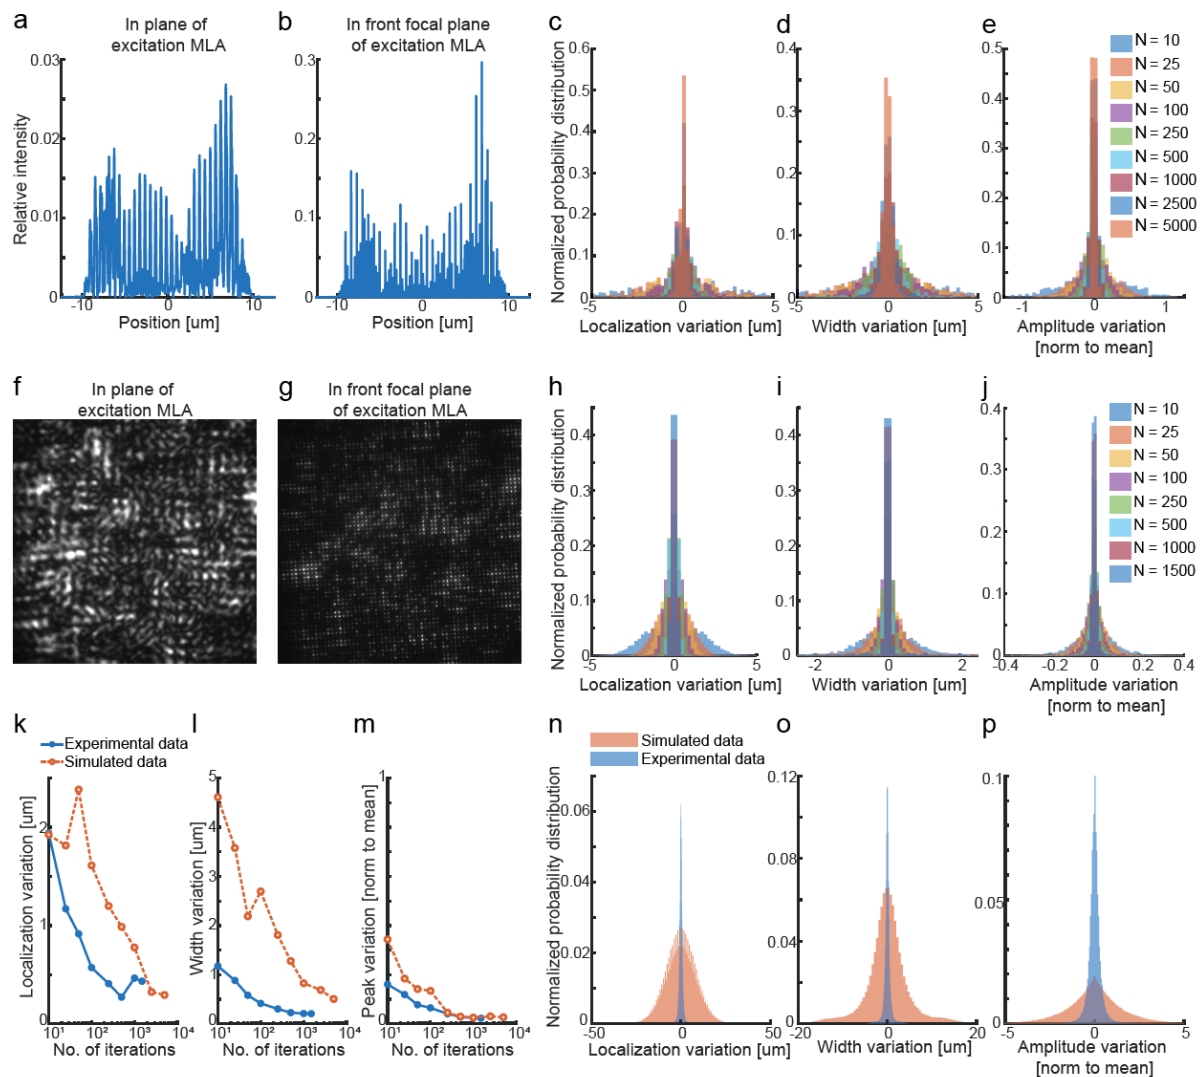 a
In plane of
excitation MLA
b
In front focal plane
of excitation MLA
c
d
e
Relative intensity
0.03
0.02
0.01
0
-10
0
10
Position [um]
0.3
0.2
0.1
0
-10
0
10
Position [um]
Normalized probability distribution
0.6
0.5
0.4
0.3
0.2
0.1
0
-5
0
5
Localization variation [um]
0.4
0.3
0.2
0.1
0
-5
0
5
Width variation [um]
0.5
0.4
0.3
0.2
0.1
0
-1
0
1
Amplitude variation
[norm to mean]
N = 10
N = 25
N = 50
N = 100
N = 250
N = 500
N = 1000
N = 2500
N = 5000
f
In plane of
excitation MLA
g
In front focal plane
of excitation MLA
h
i
j
Normalized probability distribution
0.4
0.3
0.2
0.1
0
-5
0
5
Localization variation [um]
0.4
0.3
0.2
0.1
0
-2
0
2
Width variation [um]
0.4
0.3
0.2
0.1
0
-0.4
-0.2
0
0.2
0.4
Amplitude variation
[norm to mean]
N = 10
N = 25
N = 50
N = 100
N = 250
N = 500
N = 1000
N = 1500
k
l
m
Experimental data
Simulated data
Localization variation [um]
2
1
0
10¹
10²
10³
10⁴
No. of iterations
Width variation [um]
5
4
3
2
1
0
10¹
10²
10³
10⁴
No. of iterations
Peak variation [norm to mean]
1
0
10¹
10²
10³
10⁴
No. of iterations
n
o
p
Simulated data
Experimental data
Normalized probability distribution
0.06
0.04
0.02
0
-50
0
50
Localization variation [um]
0.12
0.08
0.04
0
-20
0
20
Width variation [um]
0.1
0.05
0
-5
0
5
Amplitude variation
[norm to mean]